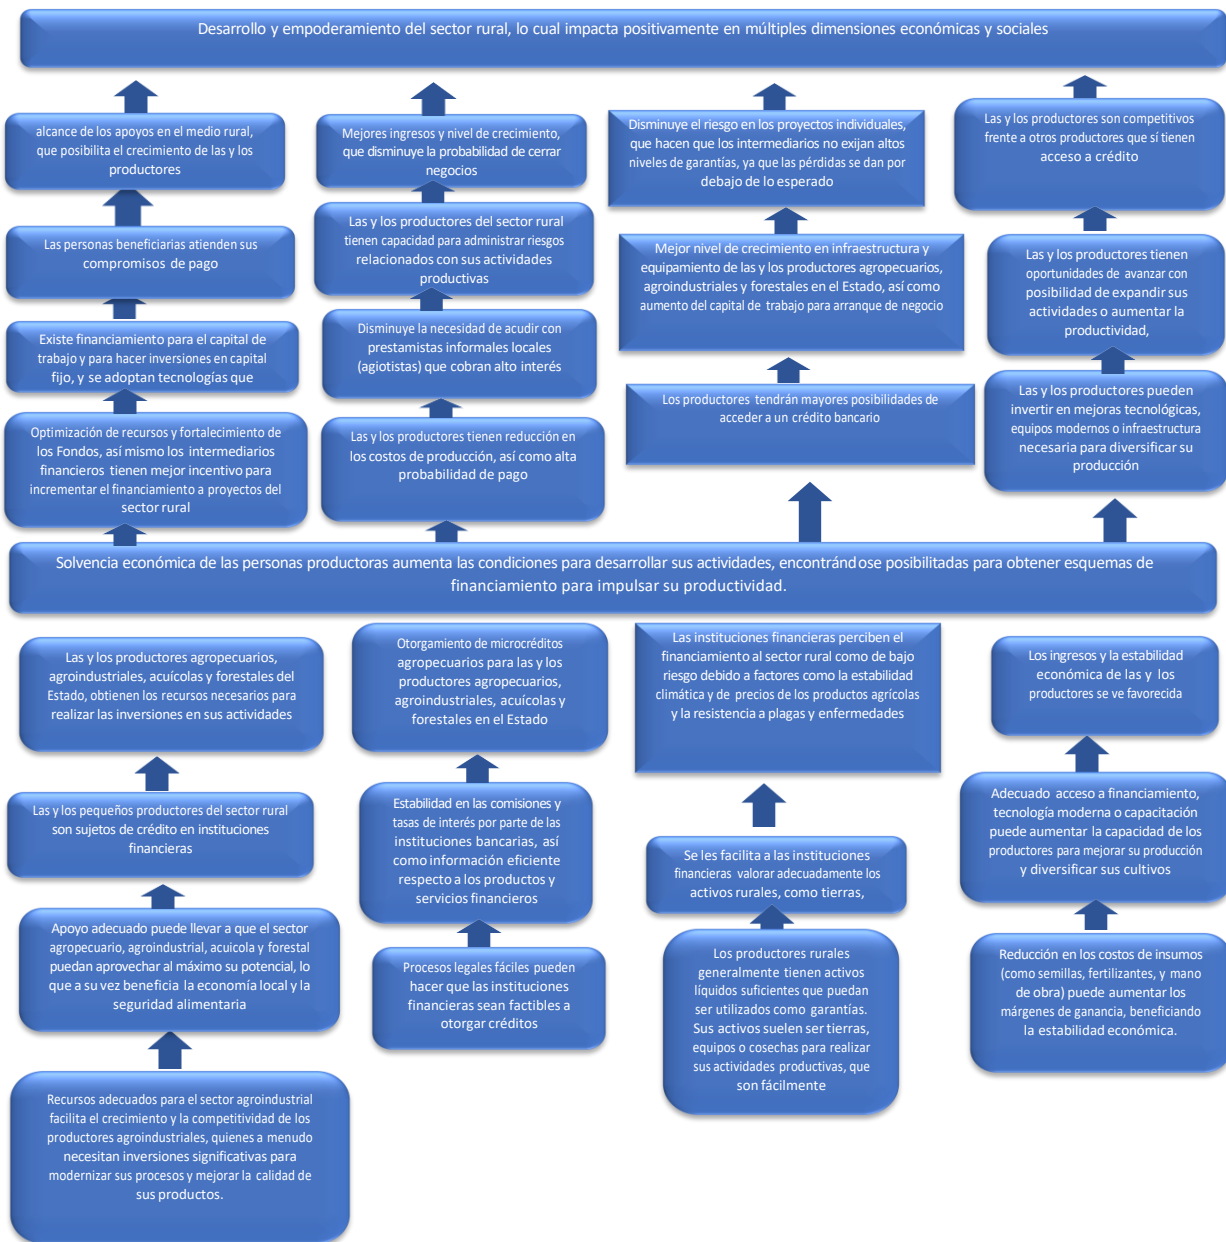 Desarrollo y empoderamiento del sector rural, lo cual impacta positivamente en múltiples dimensiones económicas y sociales
alcance de los apoyos en el medio rural,
que posibilita el crecimiento de las y los
productores
Mejores ingresos y nivel de crecimiento,
que disminuye la probabilidad de cerrar
negocios
Disminuye el riesgo en los proyectos individuales,
que hacen que los intermediarios no exijan altos
niveles de garantías, ya que las pérdidas se dan por
debajo de lo esperado
Las y los productores son competitivos
frente a otros productores que sí tienen
acceso a crédito
Las personas beneficiarias atienden sus
compromisos de pago
Las y los productores del sector rural
tienen capacidad para administrar riesgos
relacionados con sus actividades
productivas
Mejor nivel de crecimiento en infraestructura y
equipamiento de las y los productores agropecuarios,
agroindustriales y forestales en el Estado, así como
aumento del capital de trabajo para arranque de negocio
Las y los productores tienen
oportunidades de avanzar con
posibilidad de expandir sus
actividades o aumentar la
productividad,
Existe financiamiento para el capital de
trabajo y para hacer inversiones en capital
fijo, y se adoptan tecnologías que
Disminuye la necesidad de acudir con
prestamistas informales locales
(agiotistas) que cobran alto interés
Los productores tendrán mayores posibilidades de
acceder a un crédito bancario
Las y los productores pueden
invertir en mejoras tecnológicas,
equipos modernos o infraestructura
necesaria para diversificar su
producción
Optimización de recursos y fortalecimiento de
los Fondos, así mismo los intermediarios
financieros tienen mejor incentivo para
incrementar el financiamiento a proyectos del
sector rural
Las y los productores tienen reducción en
los costos de producción, así como alta
probabilidad de pago
Solvencia económica de las personas productoras aumenta las condiciones para desarrollar sus actividades, encontrándose posibilitadas para obtener esquemas de
financiamiento para impulsar su productividad.
Las y los productores agropecuarios,
agroindustriales, acuícolas y forestales del
Estado, obtienen los recursos necesarios para
realizar las inversiones en sus actividades
Otorgamiento de microcréditos
agropecuarios para las y los
productores agropecuarios,
agroindustriales, acuícolas y
forestales en el Estado
Las instituciones financieras perciben el
financiamiento al sector rural como de bajo
riesgo debido a factores como la estabilidad
climática y de precios de los productos agrícolas
y la resistencia a plagas y enfermedades
Los ingresos y la estabilidad
económica de las y los
productores se ve favorecida
Las y los pequeños productores del sector rural
son sujetos de crédito en instituciones
financieras
Estabilidad en las comisiones y
tasas de interés por parte de las
instituciones bancarias, así
como información eficiente
respecto a los productos y
servicios financieros
Se les facilita a las instituciones
financieras valorar adecuadamente los
activos rurales, como tierras,
Adecuado acceso a financiamiento,
tecnología moderna o capacitación
puede aumentar la capacidad de los
productores para mejorar su producción
y diversificar sus cultivos
Apoyo adecuado puede llevar a que el sector
agropecuario, agroindustrial, acuicola y forestal
puedan aprovechar al máximo su potencial, lo
que a su vez beneficia la economía local y la
seguridad alimentaria
Procesos legales fáciles pueden
hacer que las instituciones
financieras sean factibles a
otorgar créditos
Los productores rurales
generalmente tienen activos
líquidos suficientes que puedan
ser utilizados como garantías.
Sus activos suelen ser tierras,
equipos o cosechas para realizar
sus actividades productivas, que
son fácilmente
Reducción en los costos de insumos
(como semillas, fertilizantes, y mano
de obra) puede aumentar los
márgenes de ganancia, beneficiando
la estabilidad económica.
Recursos adecuados para el sector agroindustrial
facilita el crecimiento y la competitividad de los
productores agroindustriales, quienes a menudo
necesitan inversiones significativas para
modernizar sus procesos y mejorar la calidad de
sus productos.